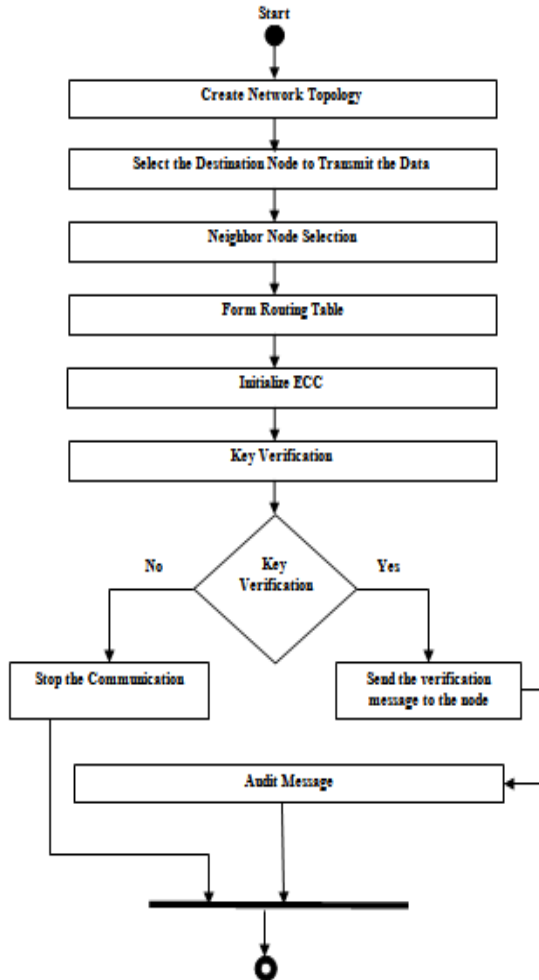 Start
Create Network Topology
Select the Destination Node to Transmit the Data
Neighbor Node Selection
Form Routing Table
Initialize ECC
Key Verification
Key
Verification
No
Yes
Stop the Communication
Send the verification
message to the node
Audit Message